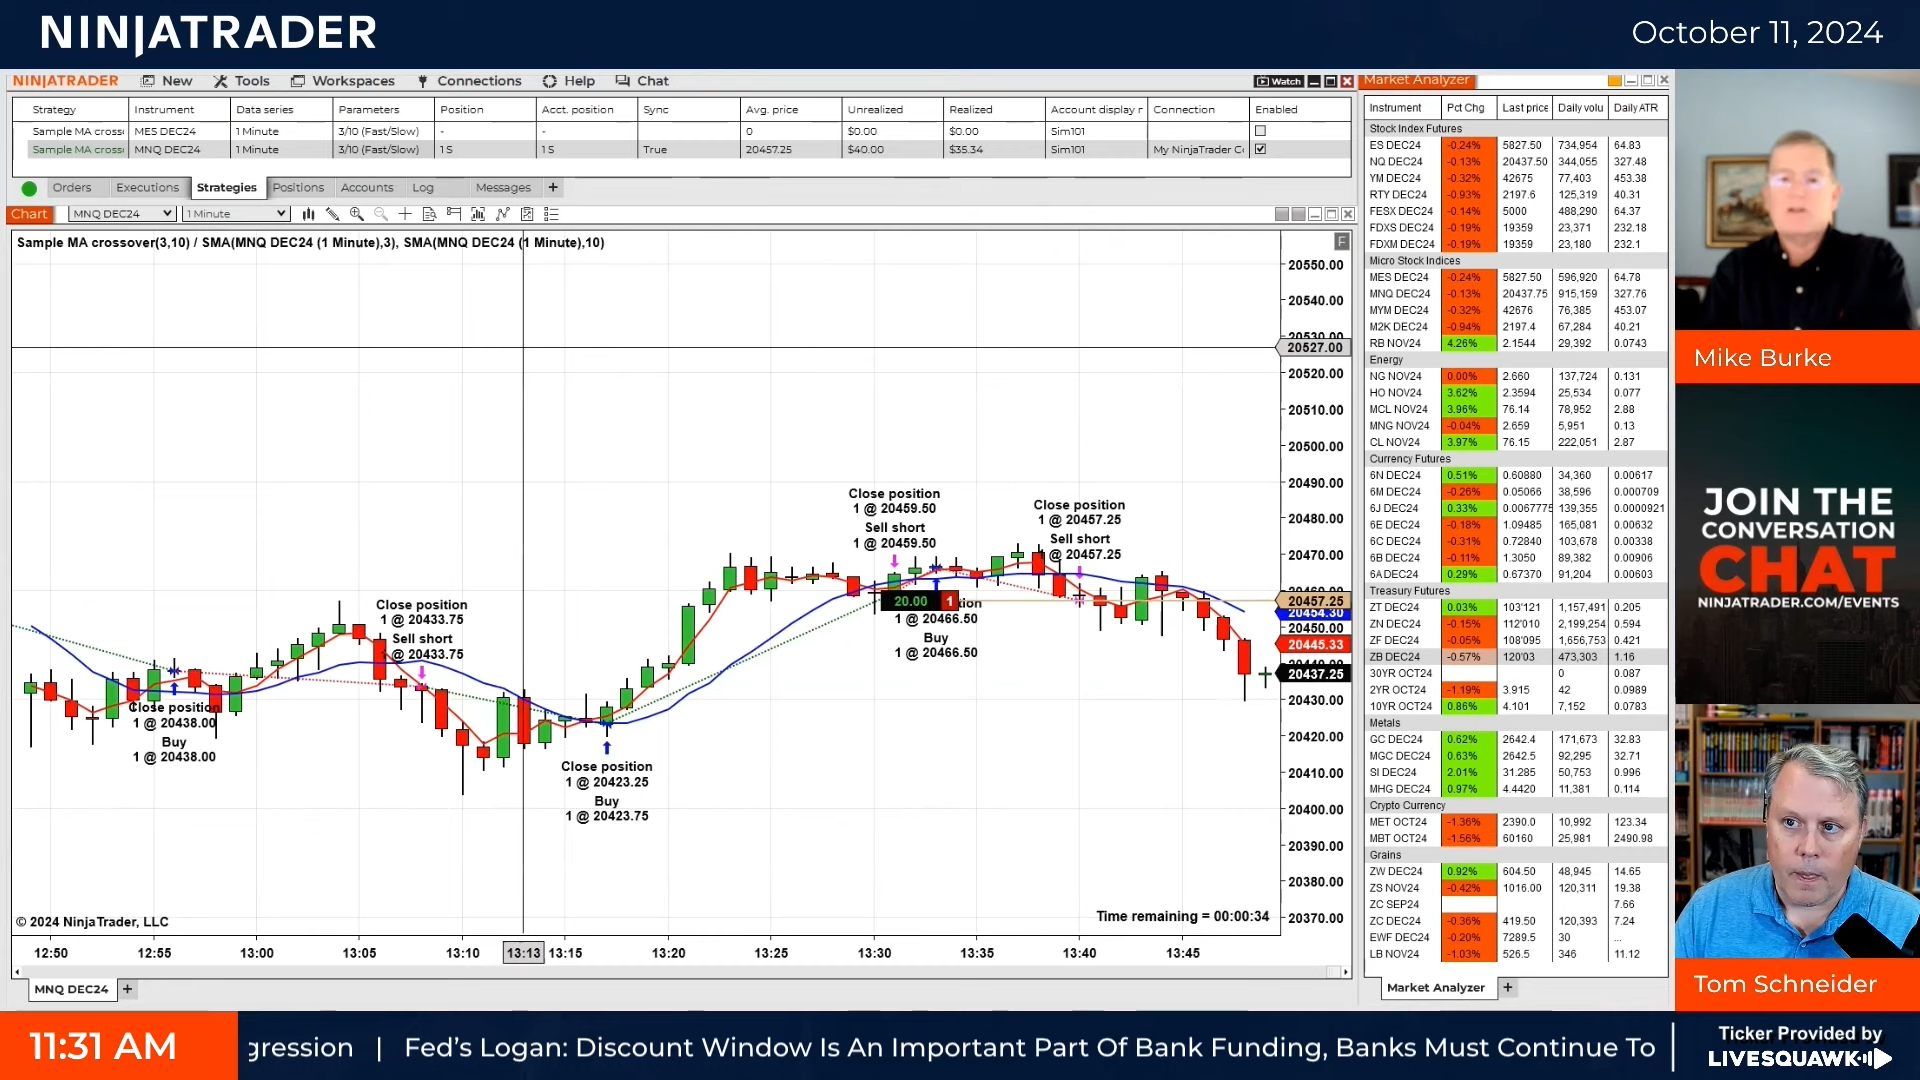 NINJATRADER
October 11, 2024
NINJATRADER New Tools Workspaces Connections Help Chat Watch
Strategy Instrument Data series Parameters Position Acct. position Sync Avg. price Unrealized Realized Account display r Connection Enabled
Sample MA cross MES DEC24 1 Minute 3/10 (Fast/Slow) - - 0 $0.00 $0.00 Sim101
Sample MA cross MNQ DEC24 1 Minute 3/10 (Fast/Slow) 1 S 1 S True 20457.25 $40.00 $35.34 Sim101 My NinjaTrader C
Orders Executions Strategies Positions Accounts Log Messages +
Chart MNQ DEC24 1 Minute
Sample MA crossover(3,10) / SMA(MNQ DEC24 (1 Minute),3), SMA(MNQ DEC24 (1 Minute),10)
F
20550.00
20540.00
20530.00
20527.00
20520.00
20510.00
20500.00
20490.00
20480.00
20470.00
20457.25
20454.30
20450.00
20445.33
20440.00
20437.25
20430.00
20420.00
20410.00
20400.00
20390.00
20380.00
20370.00
Close position
1 @ 20438.00
Buy
1 @ 20438.00
Close position
1 @ 20433.75
Sell short
1 @ 20433.75
Close position
1 @ 20423.25
Buy
1 @ 20423.75
Close position
1 @ 20459.50
Sell short
1 @ 20459.50
20.00 1 tion
1 @ 20466.50
Buy
1 @ 20466.50
Close position
1 @ 20457.25
Sell short
@ 20457.25
© 2024 NinjaTrader, LLC
Time remaining = 00:00:34
12:50 12:55 13:00 13:05 13:10 13:13 13:15 13:20 13:25 13:30 13:35 13:40 13:45
MNQ DEC24 +
Market Analyzer
Instrument Pct Chg Last price Daily volu Daily ATR
Stock Index Futures
ES DEC24 -0.24% 5827.50 734,954 64.83
NQ DEC24 -0.13% 20437.50 344,055 327.48
YM DEC24 -0.32% 42675 77,403 453.38
RTY DEC24 -0.93% 2197.6 125,319 40.31
FESX DEC24 -0.14% 5000 488,290 64.37
FDXS DEC24 -0.19% 19359 23,371 232.18
FDXM DEC24 -0.19% 19359 23,180 232.1
Micro Stock Indices
MES DEC24 -0.24% 5827.50 596,920 64.78
MNQ DEC24 -0.13% 20437.75 915,159 327.76
MYM DEC24 -0.32% 42676 76,385 453.07
M2K DEC24 -0.94% 2197.4 67,284 40.21
RB NOV24 4.26% 2.1544 29,392 0.0743
Energy
NG NOV24 0.00% 2.660 137,724 0.131
HO NOV24 3.62% 2.3594 25,534 0.077
MCL NOV24 3.96% 76.14 78,952 2.88
MNG NOV24 -0.04% 2.659 5,951 0.13
CL NOV24 3.97% 76.15 222,051 2.87
Currency Futures
6N DEC24 0.51% 0.60880 34,360 0.00617
6M DEC24 -0.26% 0.05066 38,596 0.000709
6J DEC24 0.33% 0.0067775 139,355 0.0000921
6E DEC24 -0.18% 1.09485 165,081 0.00632
6C DEC24 -0.31% 0.72840 103,678 0.00338
6B DEC24 -0.11% 1.3050 89,382 0.00906
6A DEC24 0.29% 0.67370 91,204 0.00603
Treasury Futures
ZT DEC24 0.03% 103'121 1,157,491 0.205
ZN DEC24 -0.15% 112'010 2,199,254 0.594
ZF DEC24 -0.05% 108'095 1,656,753 0.421
ZB DEC24 -0.57% 120'03 473,303 1.16
30YR OCT24 0 0.087
2YR OCT24 -1.19% 3.915 42 0.0989
10YR OCT24 0.86% 4.101 7,152 0.0783
Metals
GC DEC24 0.62% 2642.4 171,673 32.83
MGC DEC24 0.63% 2642.5 92,295 32.71
SI DEC24 2.01% 31.285 50,753 0.996
MHG DEC24 0.97% 4.4420 11,381 0.114
Crypto Currency
MET OCT24 -1.36% 2390.0 10,992 123.34
MBT OCT24 -1.56% 60160 25,981 2490.98
Grains
ZW DEC24 0.92% 604.50 48,945 14.65
ZS NOV24 -0.42% 1016.00 120,311 19.38
ZC SEP24 7.66
ZC DEC24 -0.36% 419.50 120,393 7.24
EWF DEC24 -0.20% 7289.5 30 ...
LB NOV24 -1.03% 526.5 346 11.12
Market Analyzer +
Mike Burke
JOIN THE
CONVERSATION
CHAT
NINJATRADER.COM/EVENTS
Tom Schneider
11:31 AM
gression | Fed's Logan: Discount Window Is An Important Part Of Bank Funding, Banks Must Continue To
Ticker Provided by
LIVESQUAWK